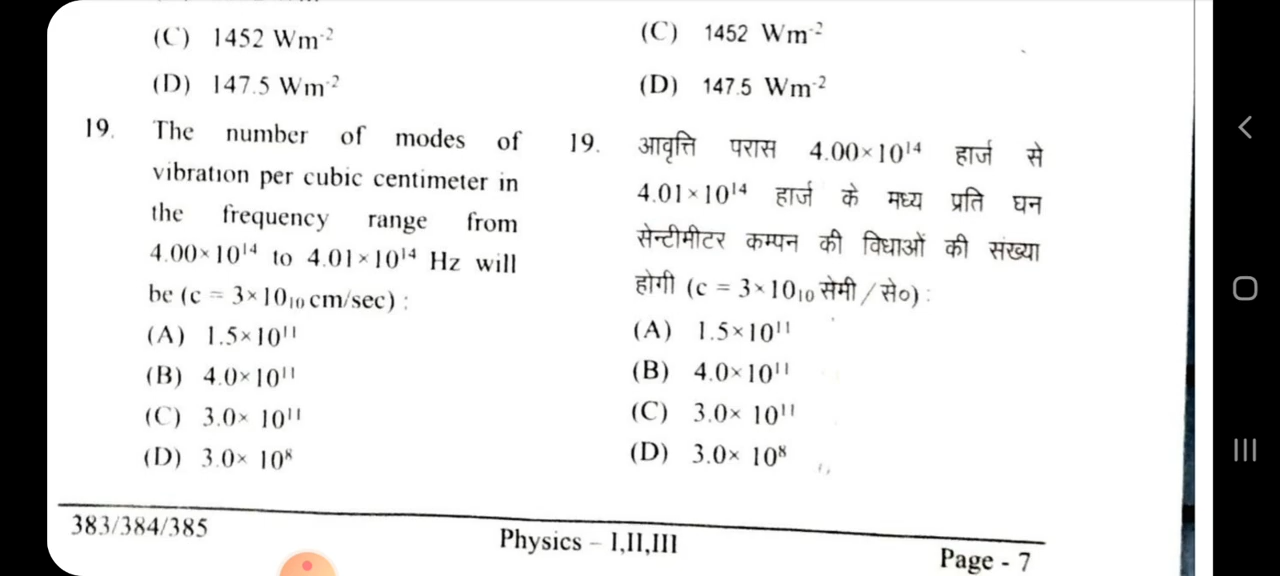 (C) 1452 Wm⁻²
(D) 147.5 Wm⁻²
19. The number of modes of
vibration per cubic centimeter in
the frequency range from
4.00×10¹⁴ to 4.01×10¹⁴ Hz will
be (c = 3×10₁₀ cm/sec) :
(A) 1.5×10¹¹
(B) 4.0×10¹¹
(C) 3.0× 10¹¹
(D) 3.0× 10⁸
(C) 1452 Wm⁻²
(D) 147.5 Wm⁻²
19. आवृत्ति परास 4.00×10¹⁴ हार्ज से
4.01×10¹⁴ हार्ज के मध्य प्रति घन
सेन्टीमीटर कम्पन की विधाओं की संख्या
होगी (c = 3×10₁₀ सेमी / से०) :
(A) 1.5×10¹¹
(B) 4.0×10¹¹
(C) 3.0× 10¹¹
(D) 3.0× 10⁸
383/384/385
Physics – I,II,III
Page - 7